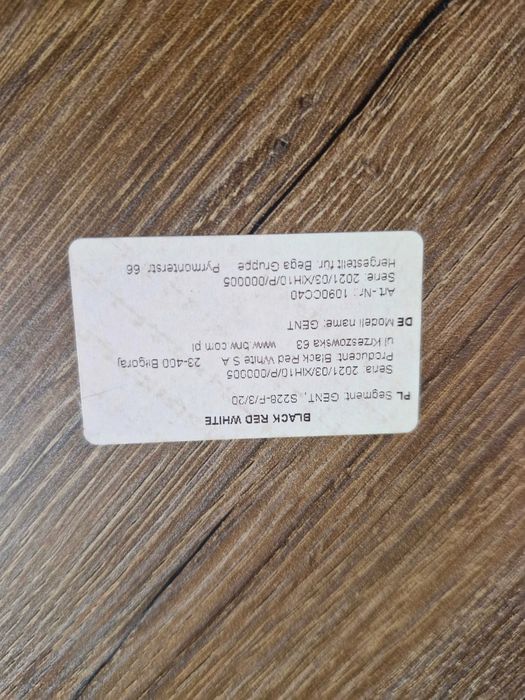 BLACK RED WHITE
PL Segment GENT, S228-F/3/20
Seria: 2021/03/XIH10/P/000005
Producent Black Red White S A 23-400 Biłgoraj
ul Krzeszowska 63 www.brw.com.pl
DE Modell name: GENT
Art.-Nr.: 1090CC40
Serie: 2021/03/XIH10/P/000005
Hergestellt für: Bega Gruppe Pyrmonterstr. 66